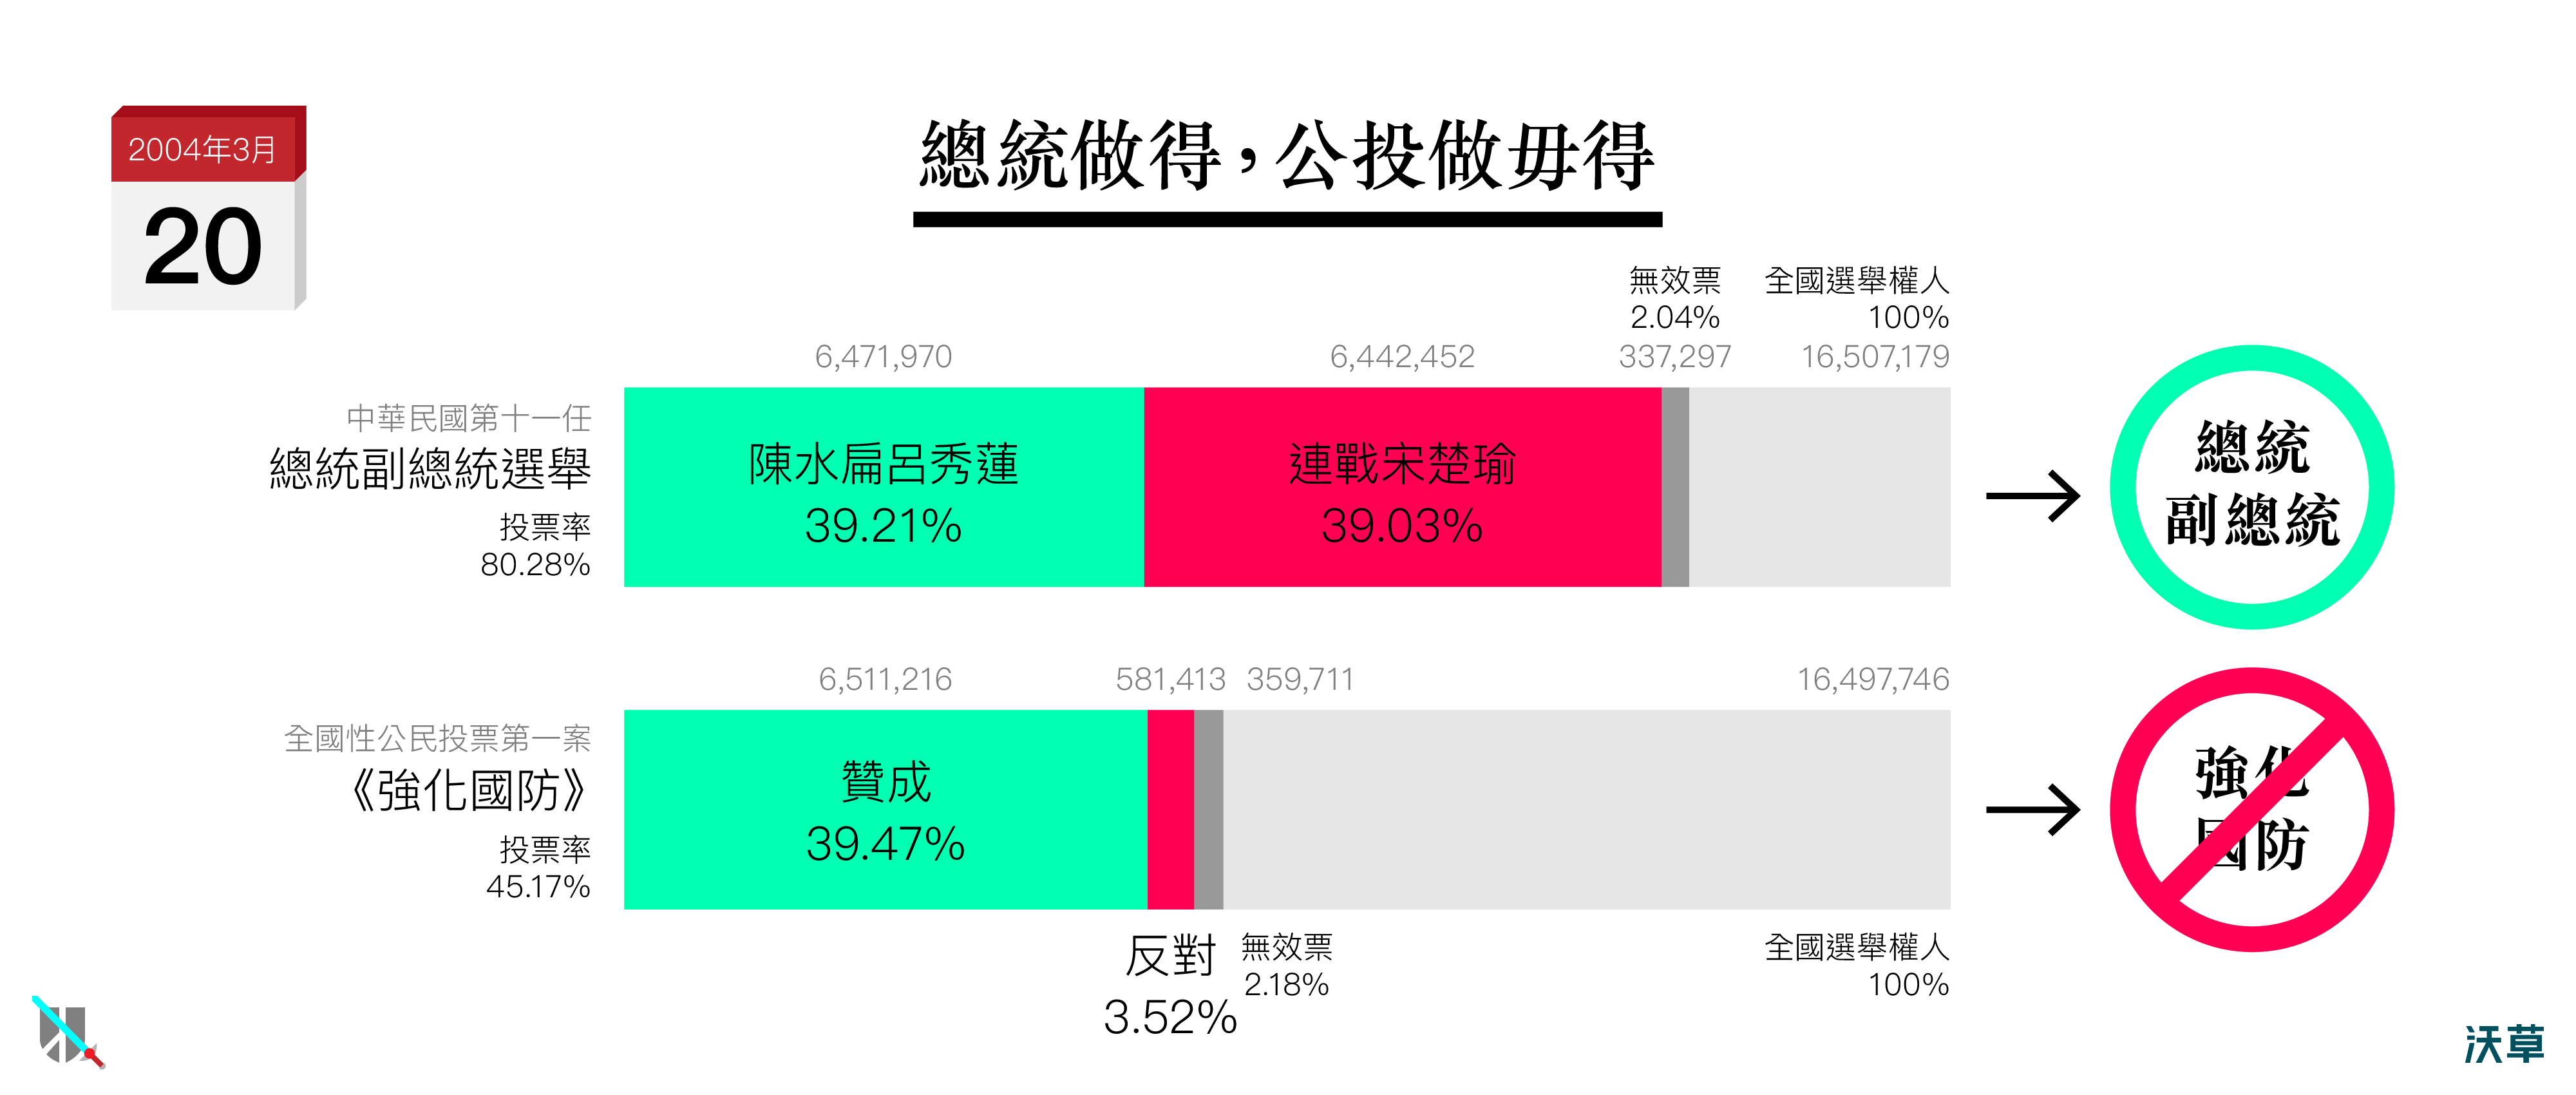 2004年3月
20
總統做得,公投做毋得
無效票
2.04%
337,297
全國選舉權人
100%
16,507,179
6,471,970
6,442,452
中華民國第十一任
總統副總統選舉
投票率
80.28%
陳水扁呂秀蓮
39.21%
連戰宋楚瑜
39.03%
總統
副總統
6,511,216
581,413
359,711
16,497,746
全國性公民投票第一案
《強化國防》
投票率
45.17%
贊成
39.47%
強化
國防
反對
3.52%
無效票
2.18%
全國選舉權人
100%
沃草